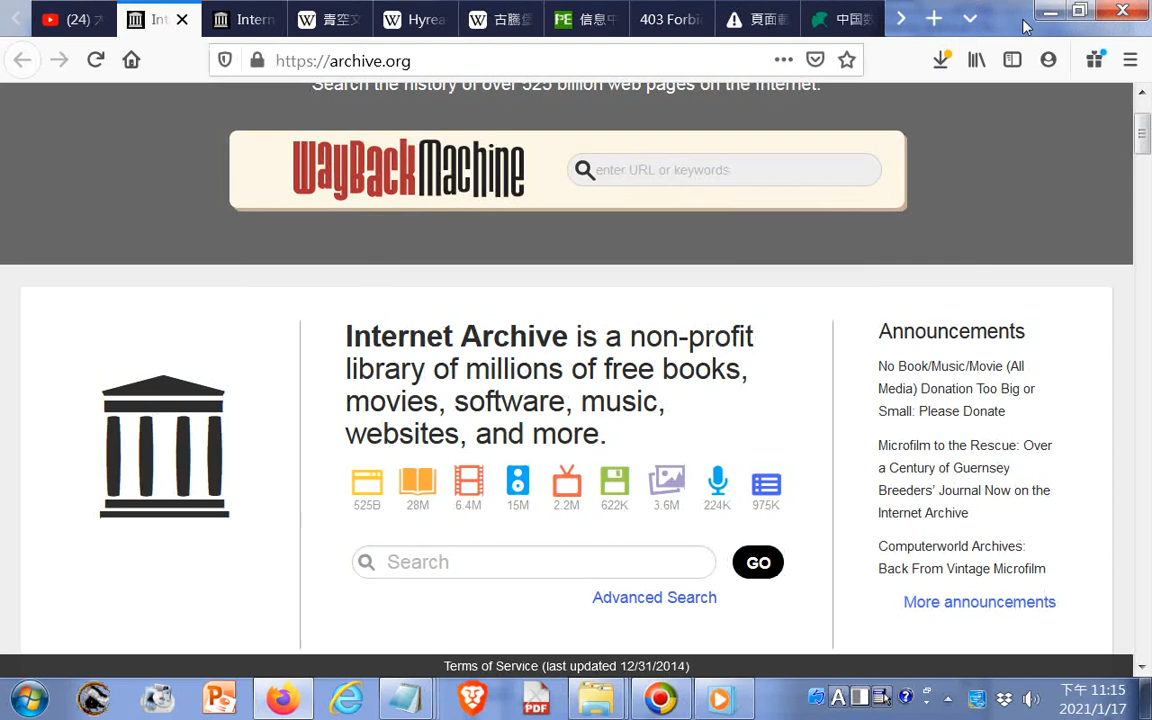 (24)
Int
Intern
青空文
Hyrea
古騰堡
信息中
403 Forbi
頁面載
中国数
https://archive.org
Search the history of over 525 billion web pages on the Internet.
WayBackMachine
enter URL or keywords
Internet Archive is a non-profit
library of millions of free books,
movies, software, music,
websites, and more.
525B 28M 6.4M 15M 2.2M 622K 3.6M 224K 975K
Search
GO
Advanced Search
Announcements
No Book/Music/Movie (All
Media) Donation Too Big or
Small: Please Donate
Microfilm to the Rescue: Over
a Century of Guernsey
Breeders’ Journal Now on the
Internet Archive
Computerworld Archives:
Back From Vintage Microfilm
More announcements
Terms of Service (last updated 12/31/2014)
PDF
A
下午 11:15
2021/1/17